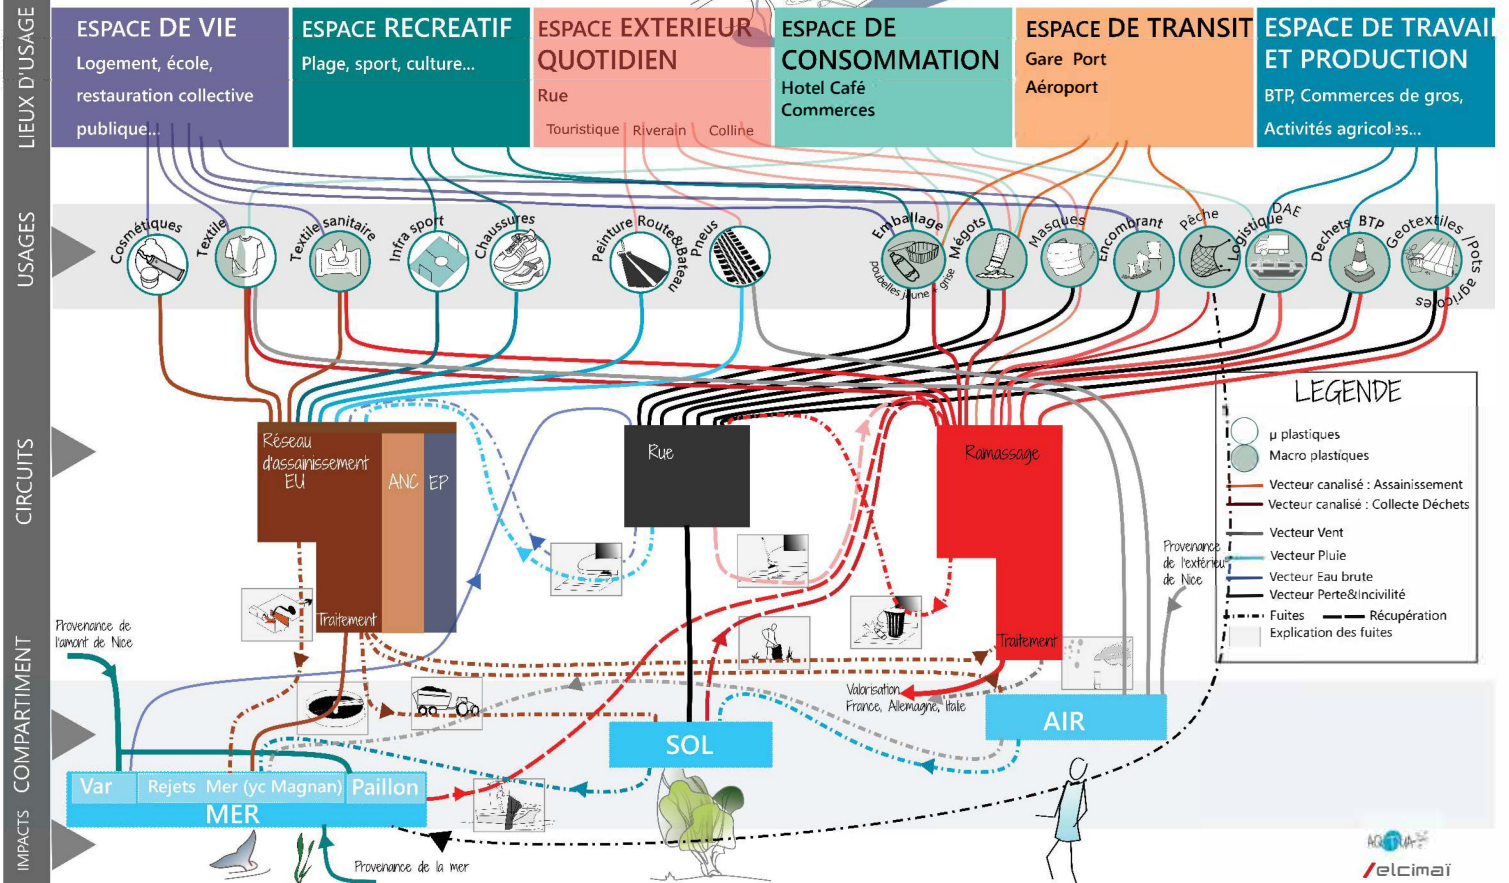 LIEUX D'USAGE
ESPACE DE VIE
Logement, école,
restauration collective
publique...
ESPACE RECREATIF
Plage, sport, culture...
ESPACE EXTERIEUR
QUOTIDIEN
Rue
Touristique Riverain Colline
ESPACE DE
CONSOMMATION
Hotel Café
Commerces
ESPACE DE TRANSIT
Gare Port
Aéroport
ESPACE DE TRAVAI
ET PRODUCTION
BTP, Commerces de gros,
Activités agricoles...
USAGES
Cosmétiques
Textile
Textile sanitaire
Infra sport
Chaussures
Peinture Route&Bateau
Pneus
Emballage
poubelles jaune + grise
Mégots
Masques
Encombrant
Pêche
Logistique
DAE
Dechets BTP
Geotextiles /Pots agricoles
CIRCUITS
Réseau
d'assainissement
EU
ANC
EP
Traitement
Rue
Ramassage
Traitement
LEGENDE
µ plastiques
Macro plastiques
Vecteur canalisé : Assainissement
Vecteur canalisé : Collecte Déchets
Vecteur Vent
Vecteur Pluie
Vecteur Eau brute
Vecteur Perte&Incivilité
Fuites
Récupération
Explication des fuites
Provenance
de l'extérieu
de Nice
Provenance de
l'amont de Nice
Valorisation
France, Allemagne, Italie
COMPARTIMENT
AIR
SOL
Var
Rejets Mer (yc Magnan)
Paillon
MER
IMPACTS
Provenance de la mer
elcimaï